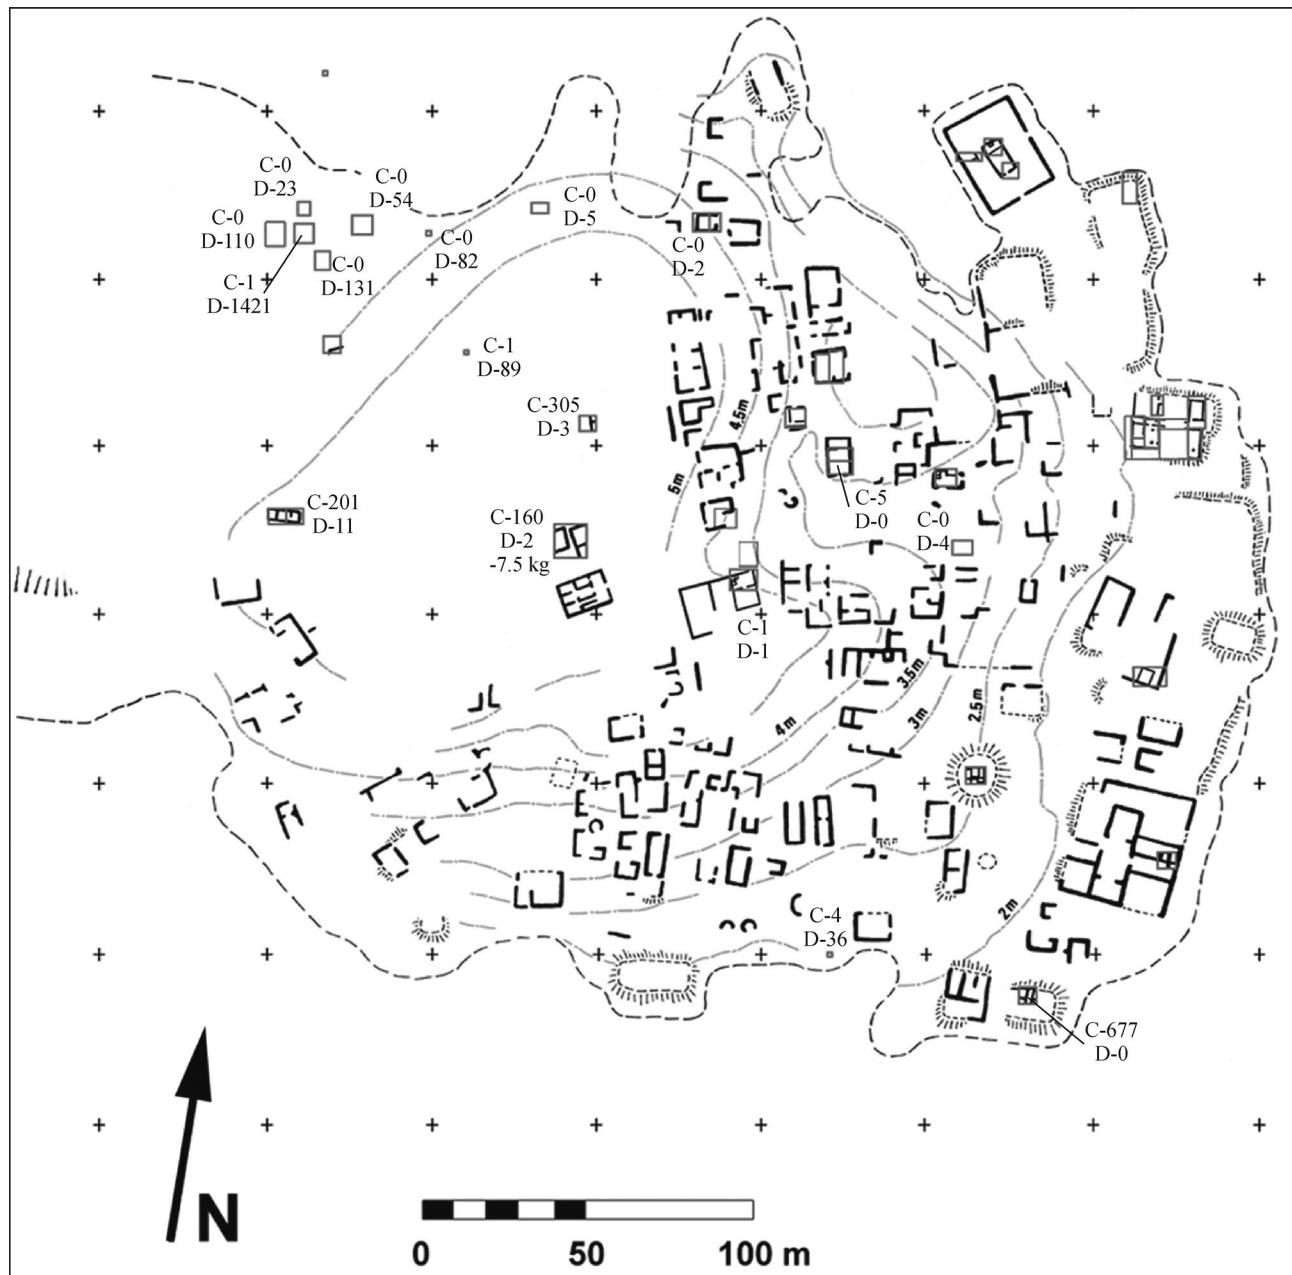 C-0
D-23
C-0
D-54
C-0
D-110
C-0
D-5
C-0
D-82
C-0
D-2
C-0
D-131
C-1
D-1421
C-1
D-89
C-305
D-3
4.5m
5m
C-201
D-11
C-160
D-2
-7.5 kg
C-5
D-0
C-0
D-4
C-1
D-1
3.5m
4m
3m
2.5m
2m
C-4
D-36
C-677
D-0
N
0 50 100 m